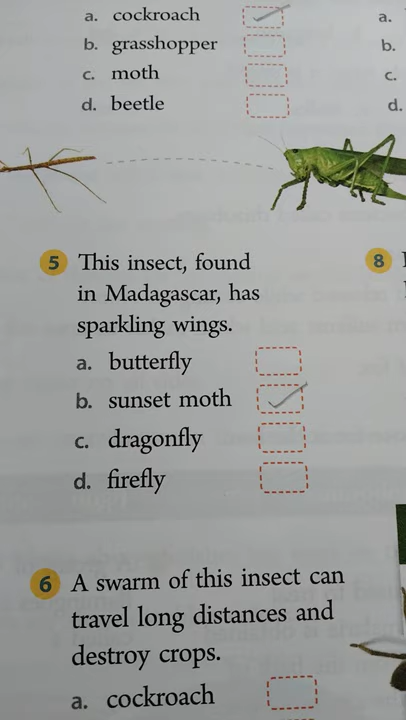 a. cockroach
b. grasshopper
c. moth
d. beetle
a.
b.
c.
d.
5 This insect, found
in Madagascar, has
sparkling wings.
a. butterfly
b. sunset moth
c. dragonfly
d. firefly
8
6 A swarm of this insect can
travel long distances and
destroy crops.
a. cockroach